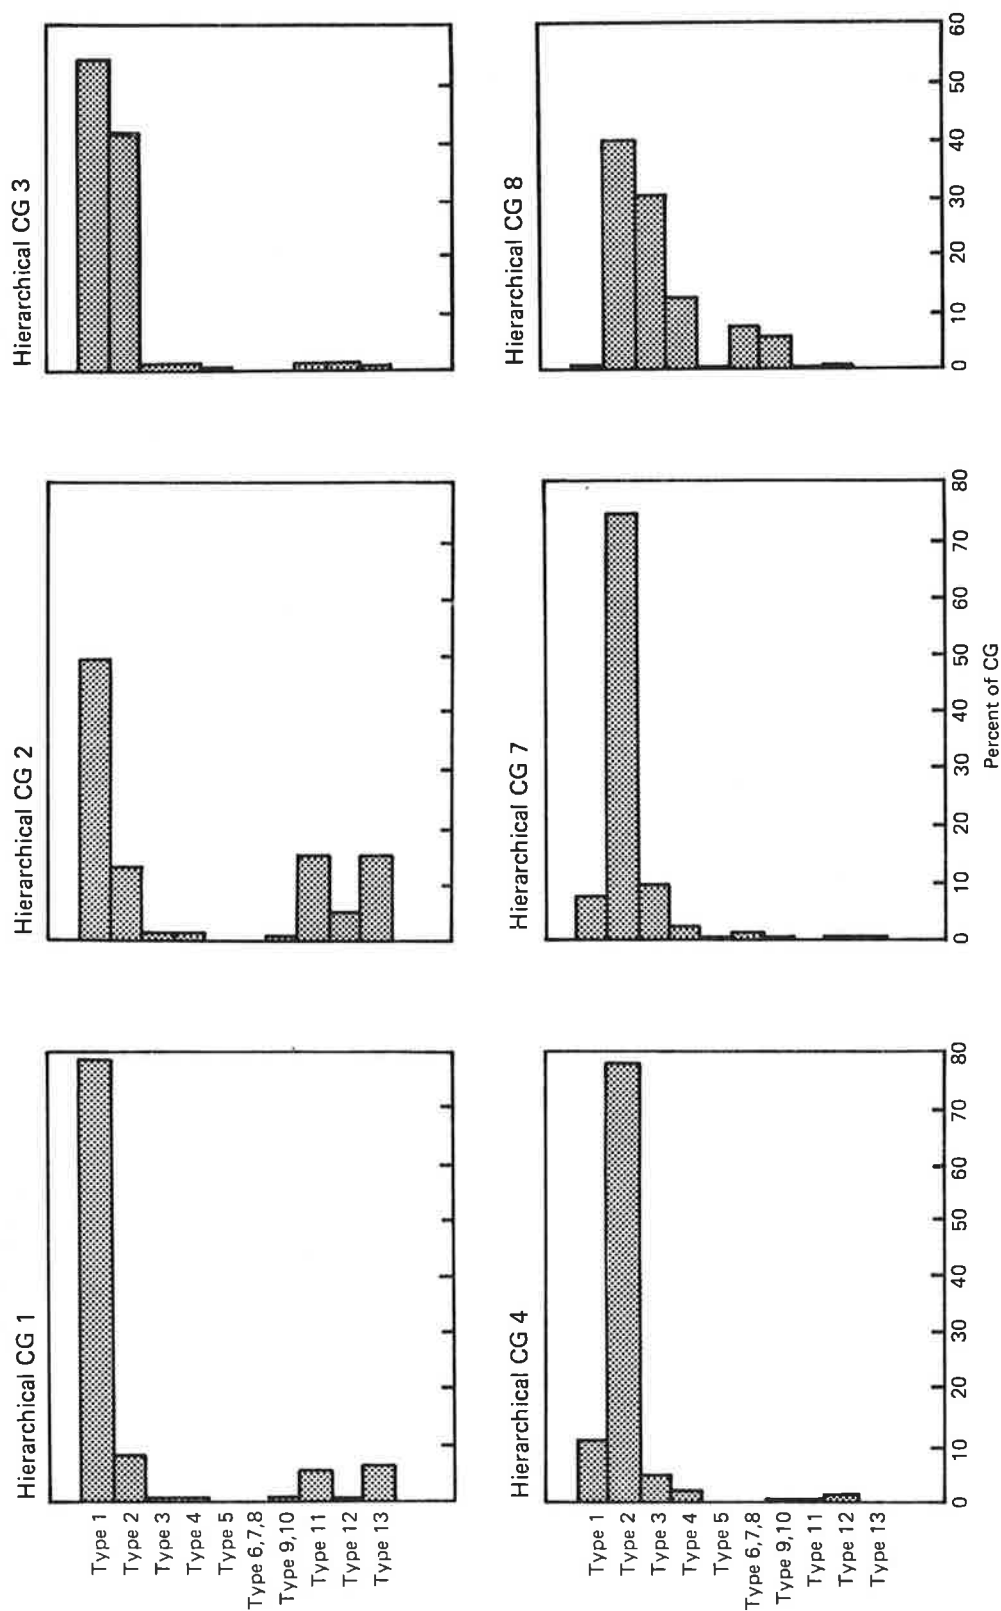 Hierarchical CG 1
Hierarchical CG 2
Hierarchical CG 3
Type 1
Type 2
Type 3
Type 4
Type 5
Type 6,7,8
Type 9,10
Type 11
Type 12
Type 13
Hierarchical CG 4
Hierarchical CG 7
Hierarchical CG 8
Type 1
Type 2
Type 3
Type 4
Type 5
Type 6,7,8
Type 9,10
Type 11
Type 12
Type 13
0 10 20 30 40 50 60 70 80
0 10 20 30 40 50 60 70 80
0 10 20 30 40 50 60
Percent of CG